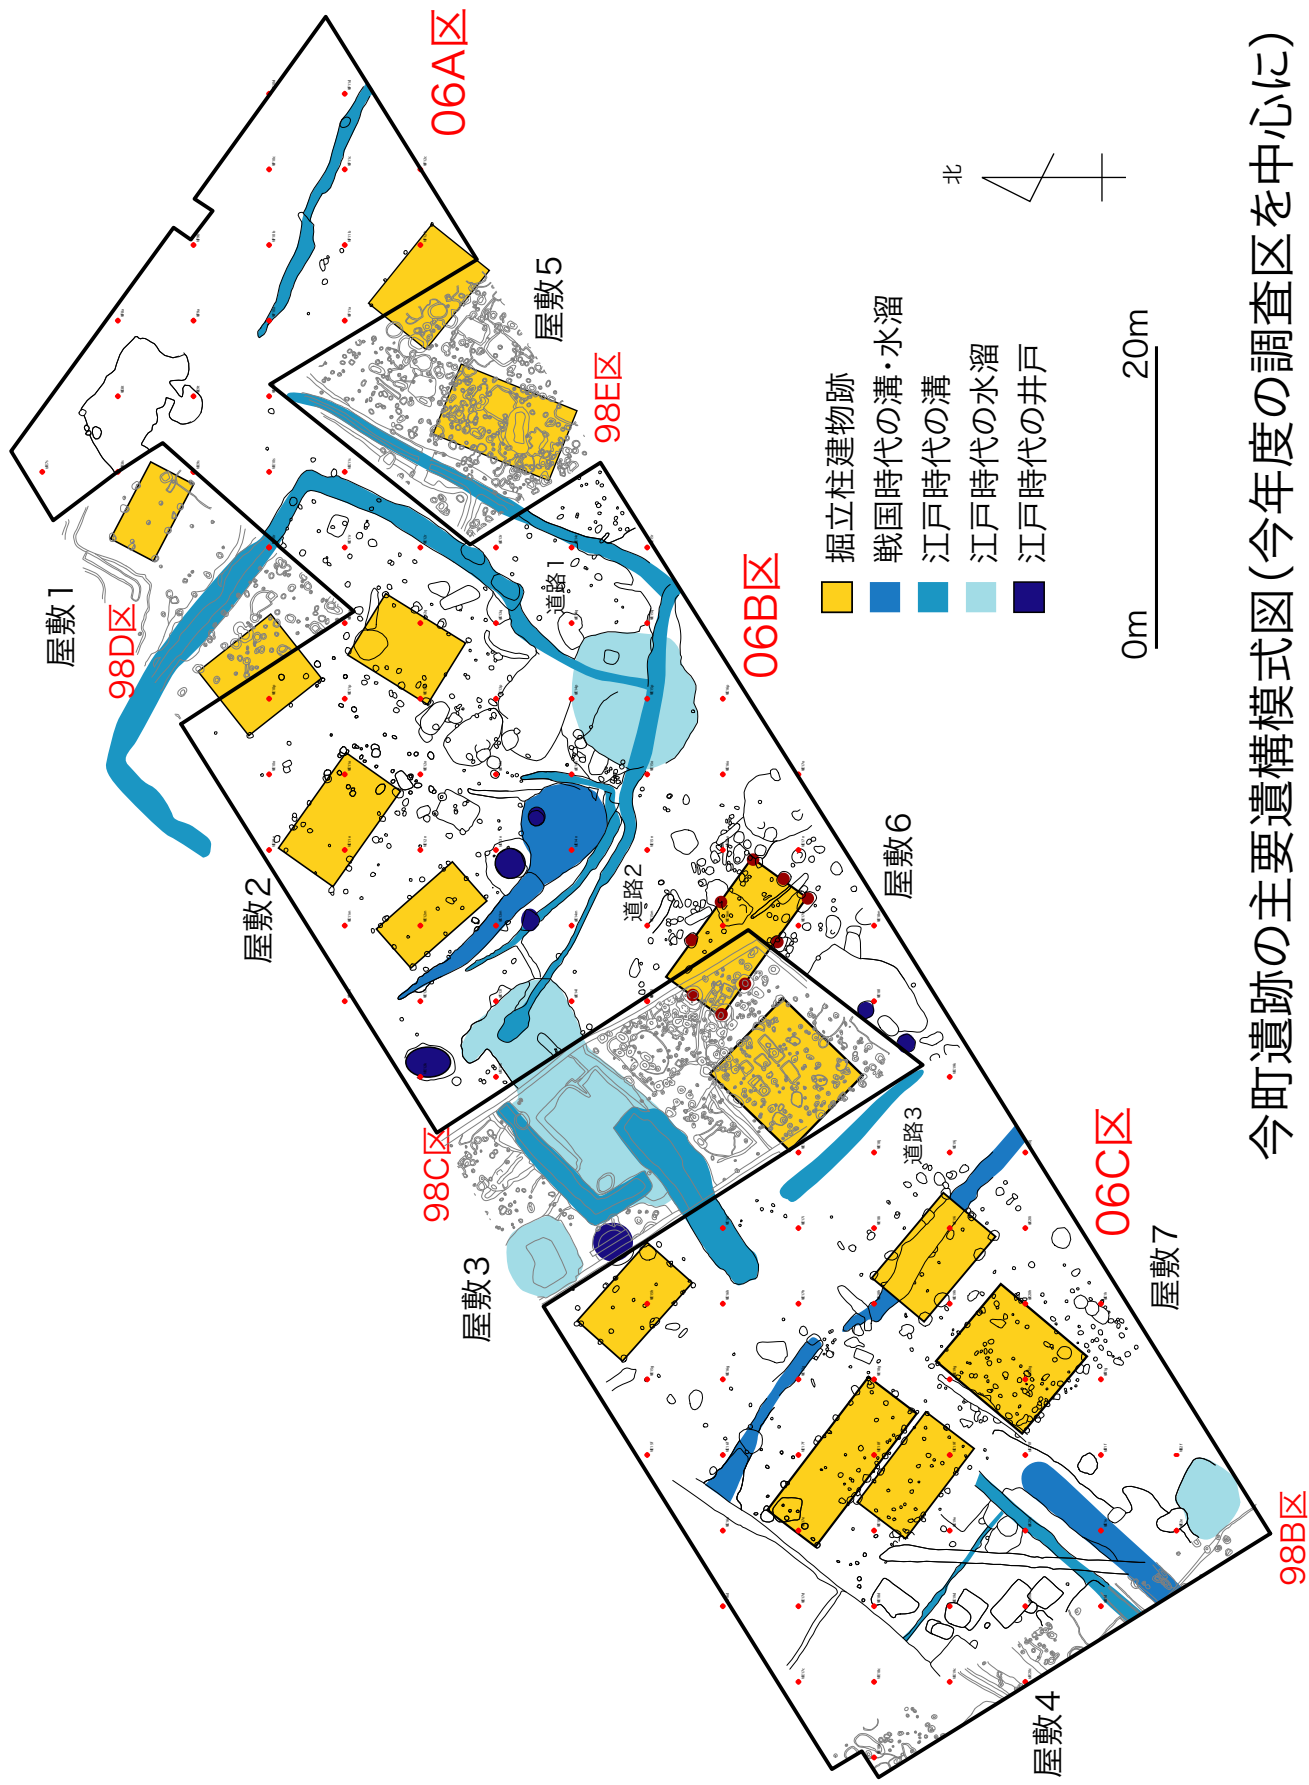 今町遺跡の主要遺構模式図(今年度の調査区を中心に)
06A区
06B区
06C区
98B区
98C区
98D区
98E区
屋敷1
屋敷2
屋敷3
屋敷4
屋敷5
屋敷6
屋敷7
道路1
道路2
道路3
北
掘立柱建物跡
戦国時代の溝・水溜
江戸時代の溝
江戸時代の水溜
江戸時代の井戸
0m
20m